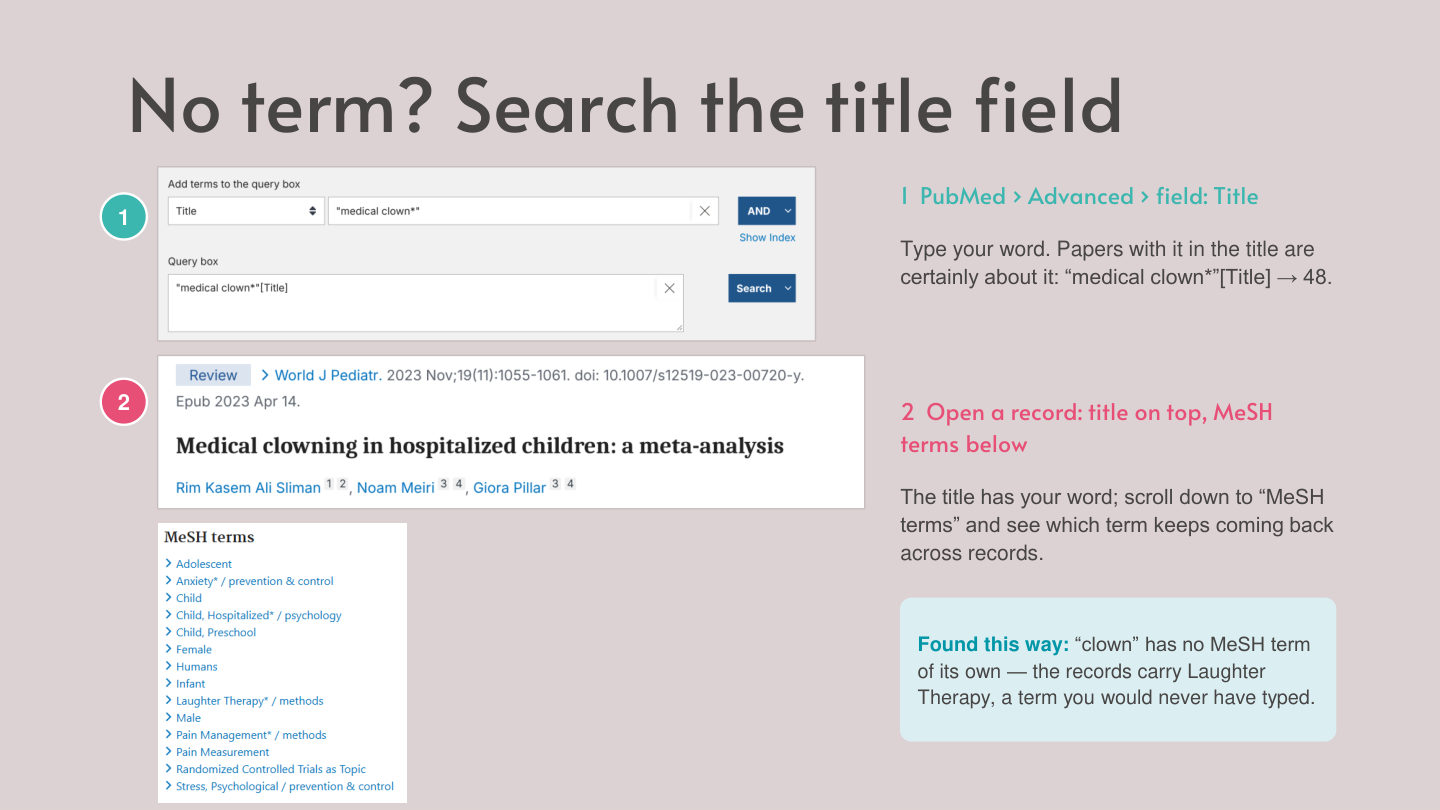 No term? Search the title field
1
Add terms to the query box
Title
"medical clown*"
AND
Show Index
Query box
"medical clown*"[Title]
Search
2
Review
World J Pediatr. 2023 Nov;19(11):1055-1061. doi: 10.1007/s12519-023-00720-y.
Epub 2023 Apr 14.
Medical clowning in hospitalized children: a meta-analysis
Rim Kasem Ali Sliman 1 2, Noam Meiri 3 4, Giora Pillar 3 4
MeSH terms
Adolescent
Anxiety* / prevention & control
Child
Child, Hospitalized* / psychology
Child, Preschool
Female
Humans
Infant
Laughter Therapy* / methods
Male
Pain Management* / methods
Pain Measurement
Randomized Controlled Trials as Topic
Stress, Psychological / prevention & control
1 PubMed > Advanced > field: Title
Type your word. Papers with it in the title are
certainly about it: “medical clown*”[Title] → 48.
2 Open a record: title on top, MeSH
terms below
The title has your word; scroll down to “MeSH
terms” and see which term keeps coming back
across records.
Found this way: “clown” has no MeSH term
of its own — the records carry Laughter
Therapy, a term you would never have typed.